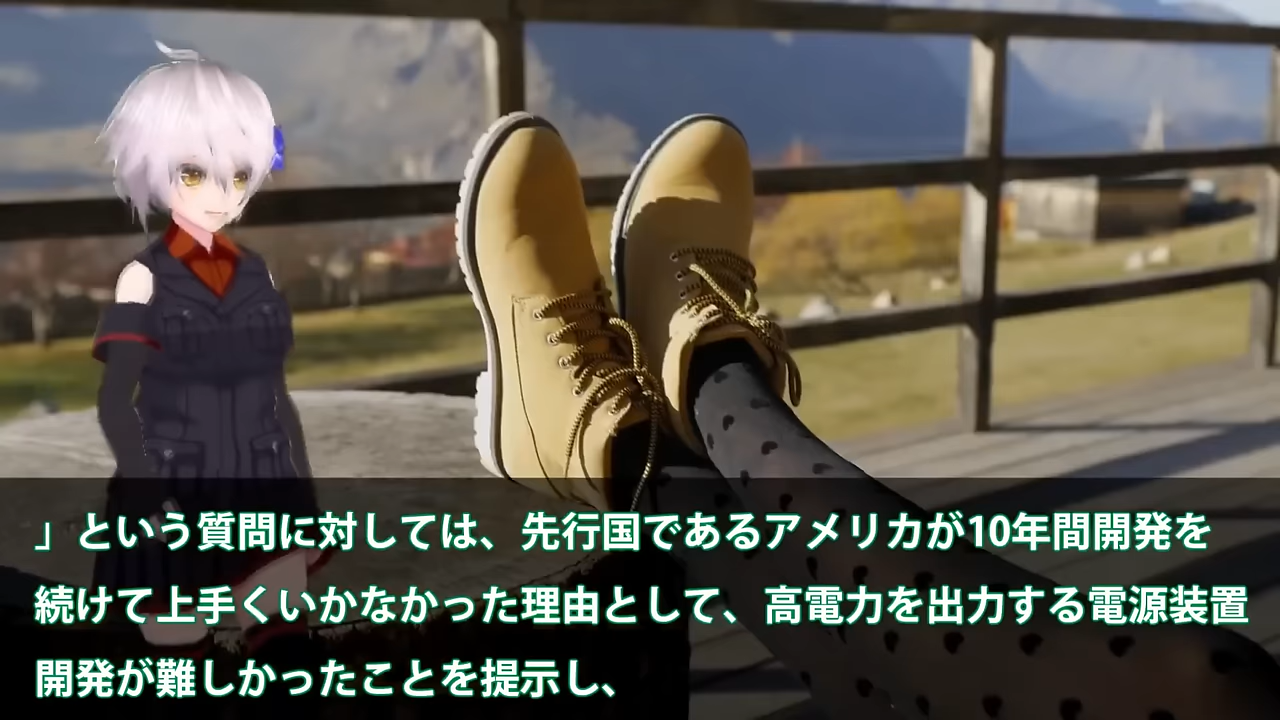 」という質問に対しては、先行国であるアメリカが10年間開発を
続けて上手くいかなかった理由として、高電力を出力する電源装置
開発が難しかったことを提示し、